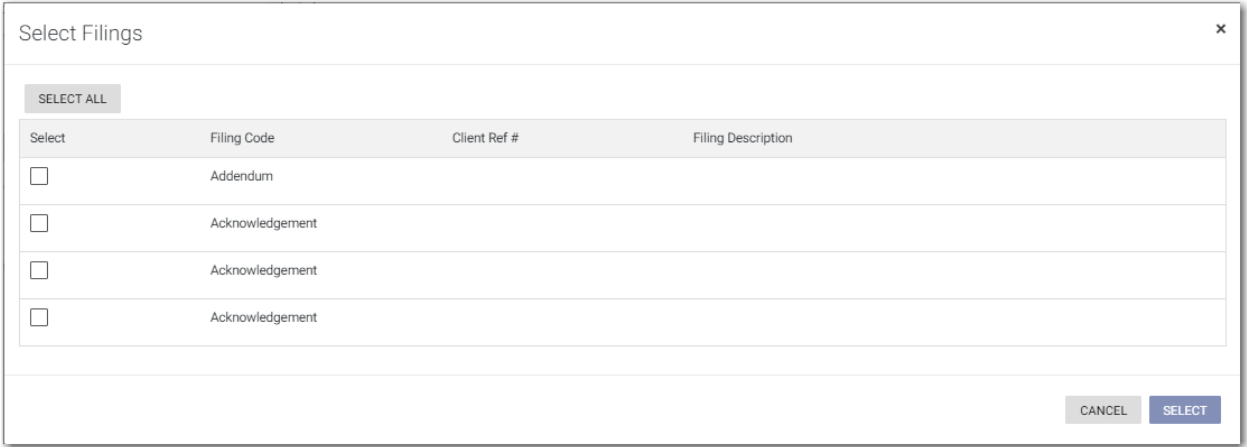 Select Filings
×
SELECT ALL
Select Filing Code Client Ref # Filing Description
Addendum
Acknowledgement
Acknowledgement
Acknowledgement
CANCEL SELECT